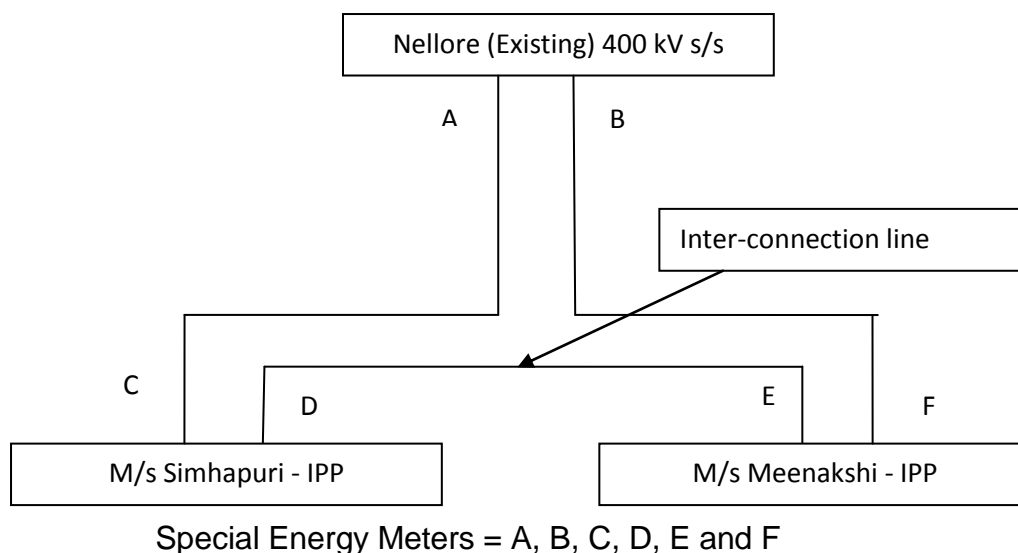 Nellore (Existing) 400 kV s/s
A
B
Inter-connection line
C
D
E
F
M/s Simhapuri - IPP
M/s Meenakshi - IPP
Special Energy Meters = A, B, C, D, E and F